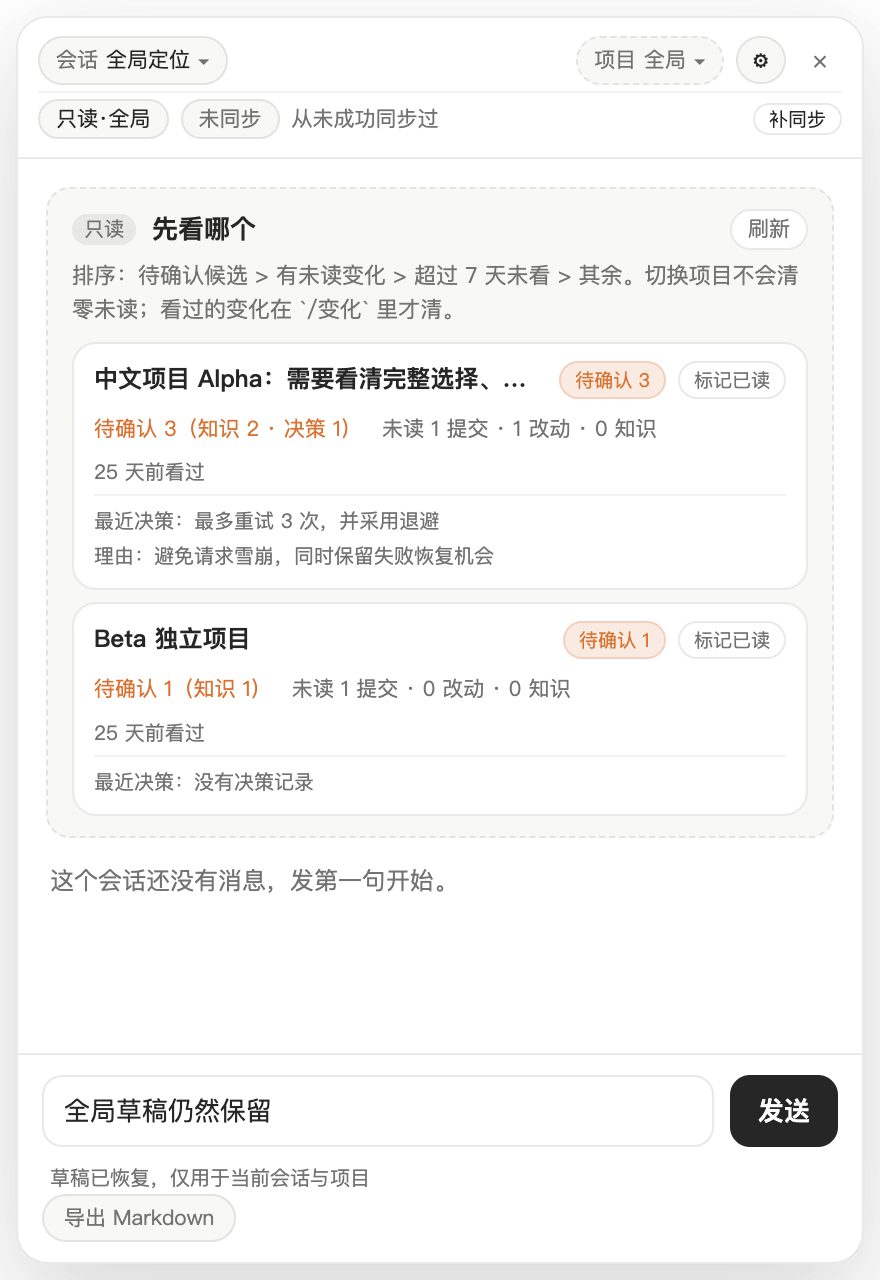 会话 全局定位
项目 全局
只读·全局 未同步 从未成功同步过 补同步
只读 先看哪个 刷新
排序：待确认候选 > 有未读变化 > 超过 7 天未看 > 其余。切换项目不会清
零未读；看过的变化在 `/变化` 里才清。
中文项目 Alpha：需要看清完整选择、... 待确认 3 标记已读
待确认 3（知识 2 · 决策 1） 未读 1 提交 · 1 改动 · 0 知识
25 天前看过
最近决策：最多重试 3 次，并采用退避
理由：避免请求雪崩，同时保留失败恢复机会
Beta 独立项目 待确认 1 标记已读
待确认 1（知识 1） 未读 1 提交 · 0 改动 · 0 知识
25 天前看过
最近决策：没有决策记录
这个会话还没有消息，发第一句开始。
全局草稿仍然保留 发送
草稿已恢复，仅用于当前会话与项目
导出 Markdown